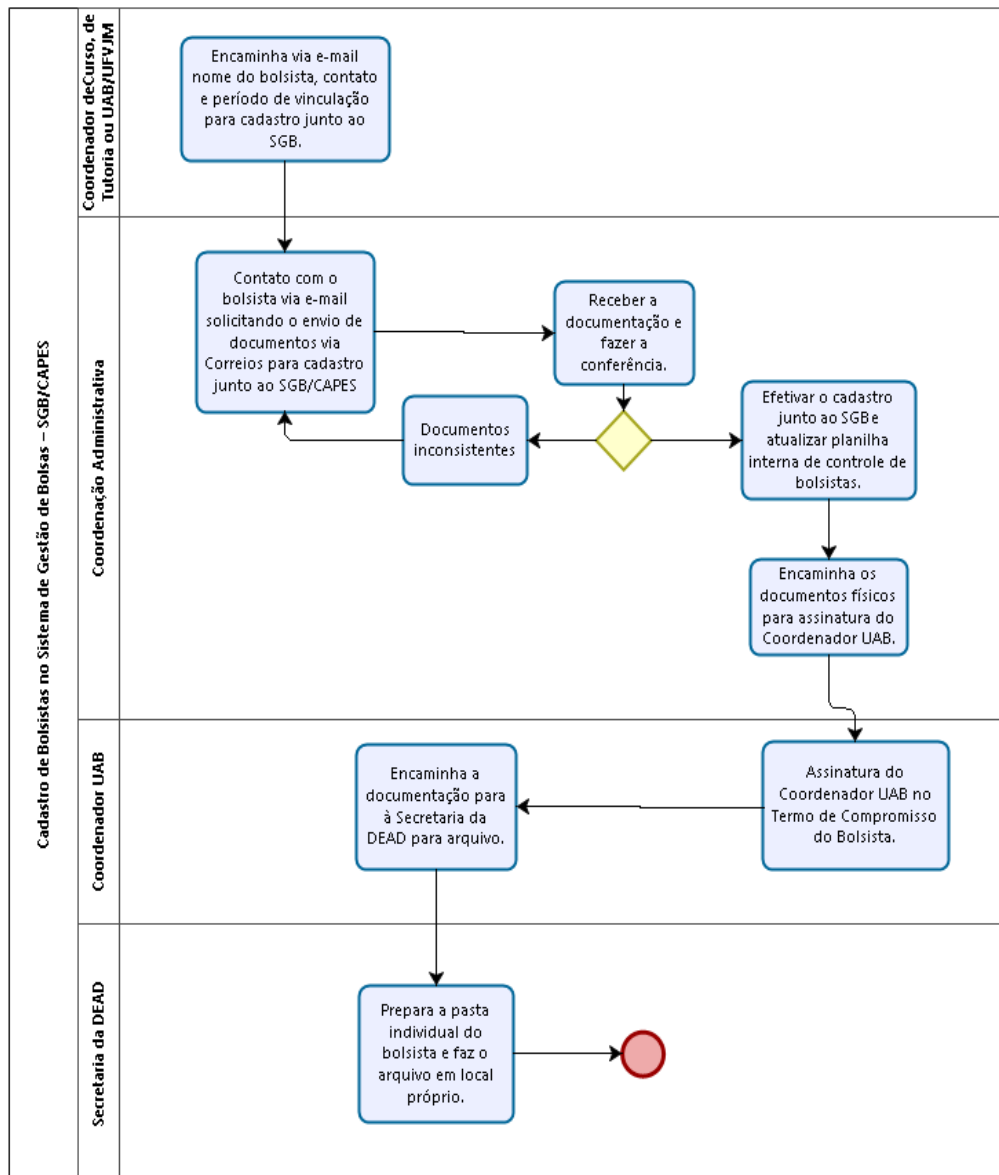 Cadastro de Bolsistas no Sistema de Gestão de Bolsas – SGB/CAPES
Coordenador deCurso, de
Tutoria ou UAB/UFVJM
Encaminha via e-mail
nome do bolsista, contato
e período de vinculação
para cadastro junto ao
SGB.
Coordenação Administrativa
Contato com o
bolsista via e-mail
solicitando o envio de
documentos via
Correios para cadastro
junto ao SGB/CAPES
Receber a
documentação e
fazer a
conferência.
Documentos
inconsistentes
Efetivar o cadastro
junto ao SGB e
atualizar planilha
interna de controle de
bolsistas.
Encaminha os
documentos físicos
para assinatura do
Coordenador UAB.
Coordenador UAB
Assinatura do
Coordenador UAB no
Termo de Compromisso
do Bolsista.
Encaminha a
documentação para
à Secretaria da
DEAD para arquivo.
Secretaria da DEAD
Prepara a pasta
individual do
bolsista e faz o
arquivo em local
próprio.